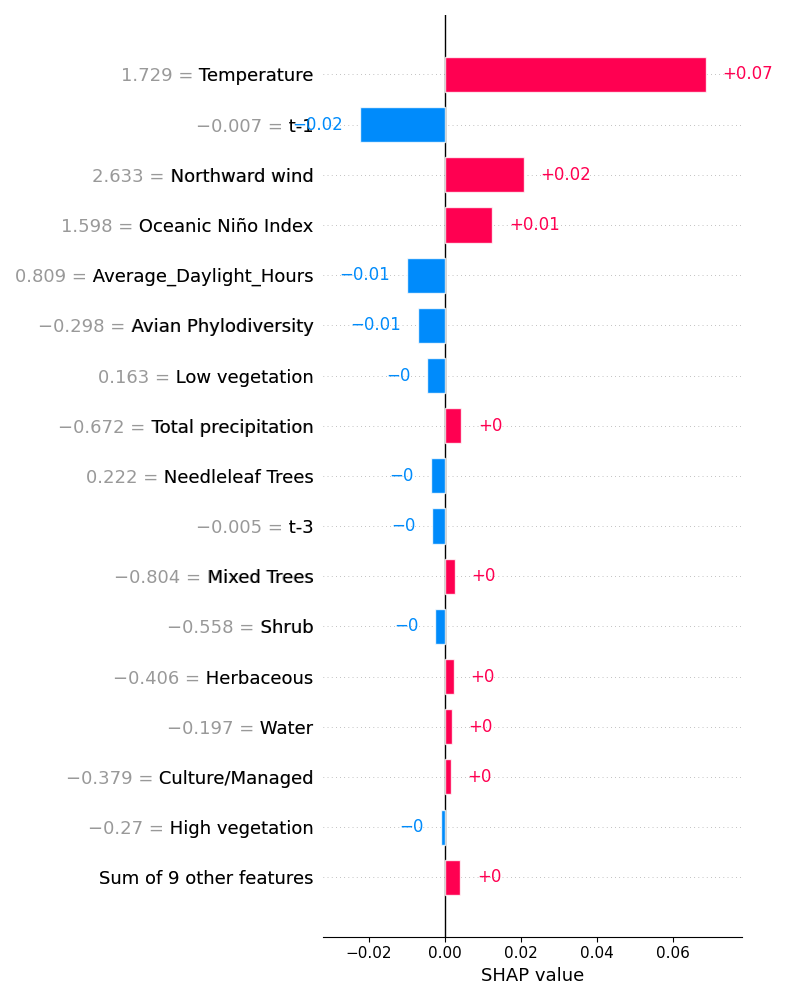 1.729 = Temperature +0.07
−0.007 = t-1 −0.02
2.633 = Northward wind +0.02
1.598 = Oceanic Niño Index +0.01
0.809 = Average_Daylight_Hours −0.01
−0.298 = Avian Phylodiversity −0.01
0.163 = Low vegetation −0
−0.672 = Total precipitation +0
0.222 = Needleleaf Trees −0
−0.005 = t-3 −0
−0.804 = Mixed Trees +0
−0.558 = Shrub −0
−0.406 = Herbaceous +0
−0.197 = Water +0
−0.379 = Culture/Managed +0
−0.27 = High vegetation −0
Sum of 9 other features +0
−0.02 0.00 0.02 0.04 0.06
SHAP value